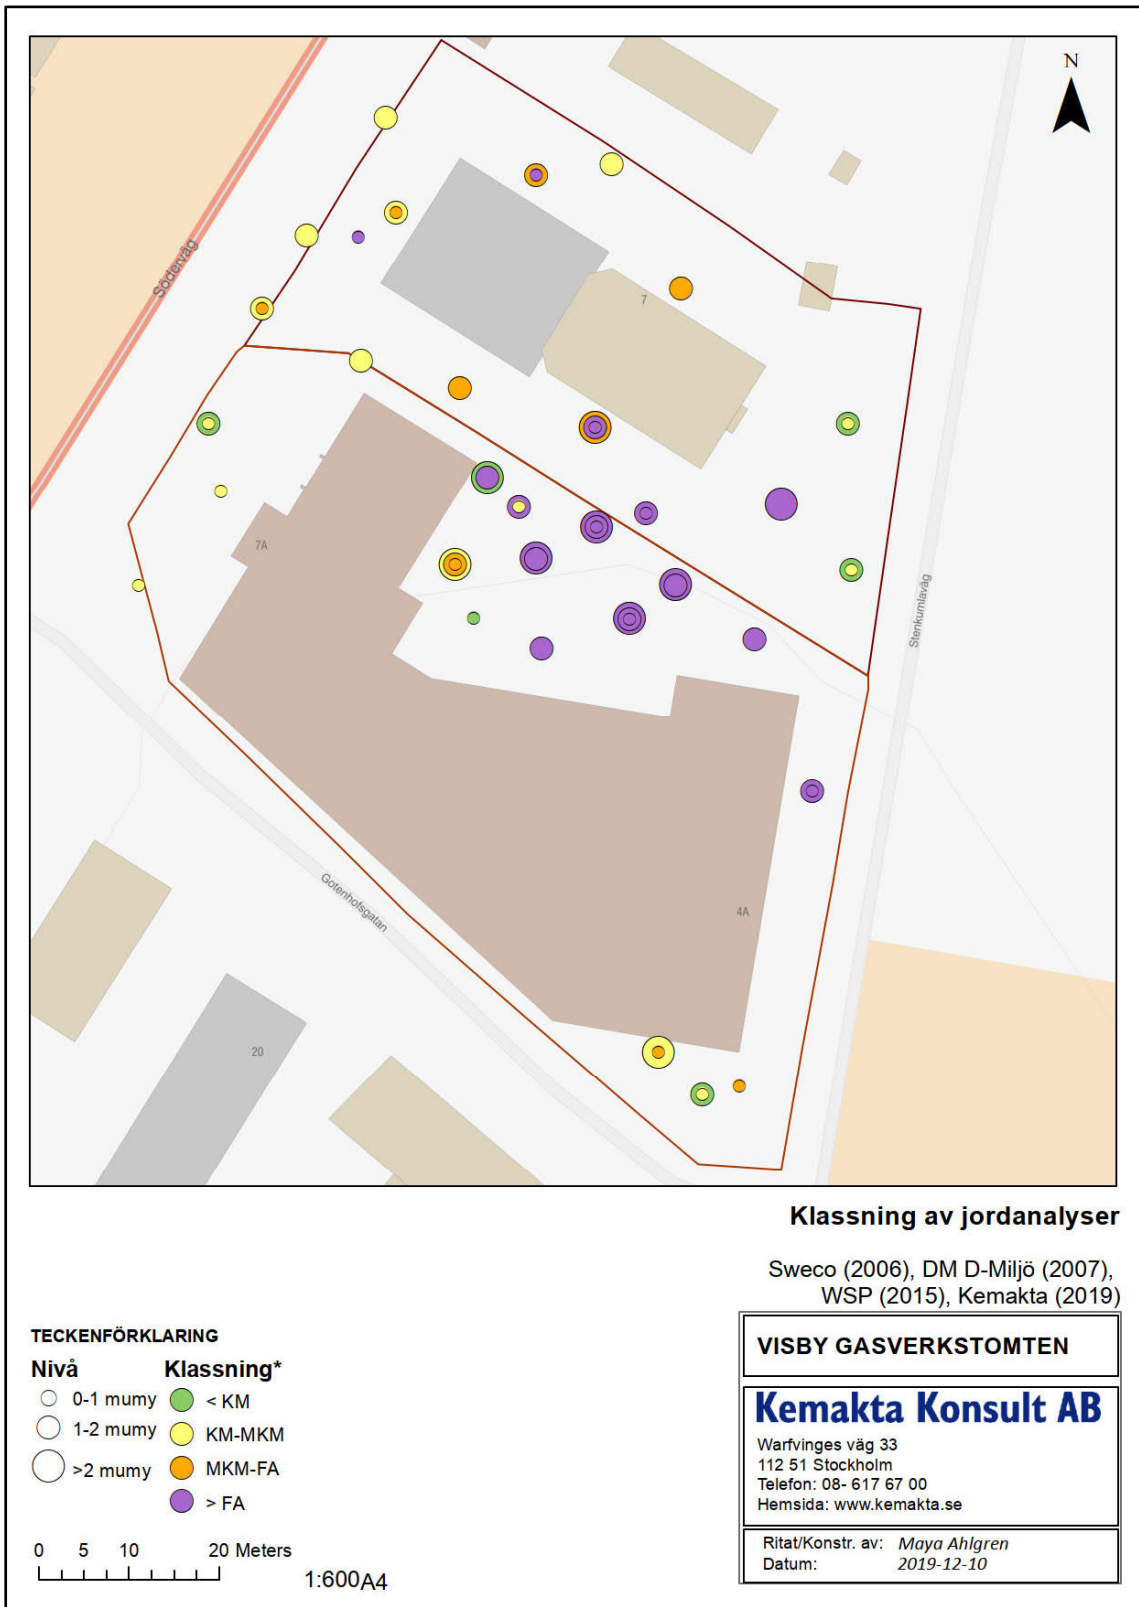 N
Söderväg
7
7A
Stenkumlaväg
Gotenhofsgatan
4A
20
Klassning av jordanalyser
Sweco (2006), DM D-Miljö (2007),
WSP (2015), Kemakta (2019)
TECKENFÖRKLARING
Nivå Klassning*
0-1 mumy < KM
1-2 mumy KM-MKM
>2 mumy MKM-FA
> FA
0 5 10 20 Meters
1:600A4
VISBY GASVERKSTOMTEN
Kemakta Konsult AB
Warfvinges väg 33
112 51 Stockholm
Telefon: 08- 617 67 00
Hemsida: www.kemakta.se
Ritat/Konstr. av: Maya Ahlgren
Datum: 2019-12-10